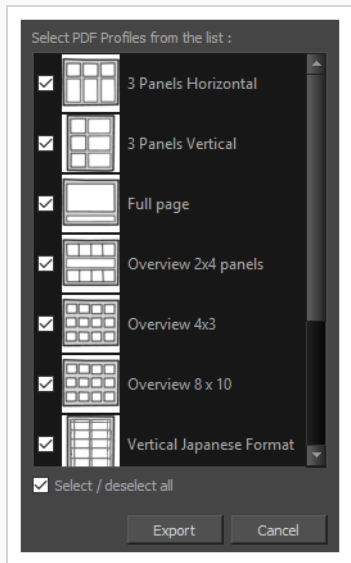 Select PDF Profiles from the list :
3 Panels Horizontal
3 Panels Vertical
Full page
Overview 2x4 panels
Overview 4x3
Overview 8 x 10
Vertical Japanese Format
Select / deselect all
Export
Cancel